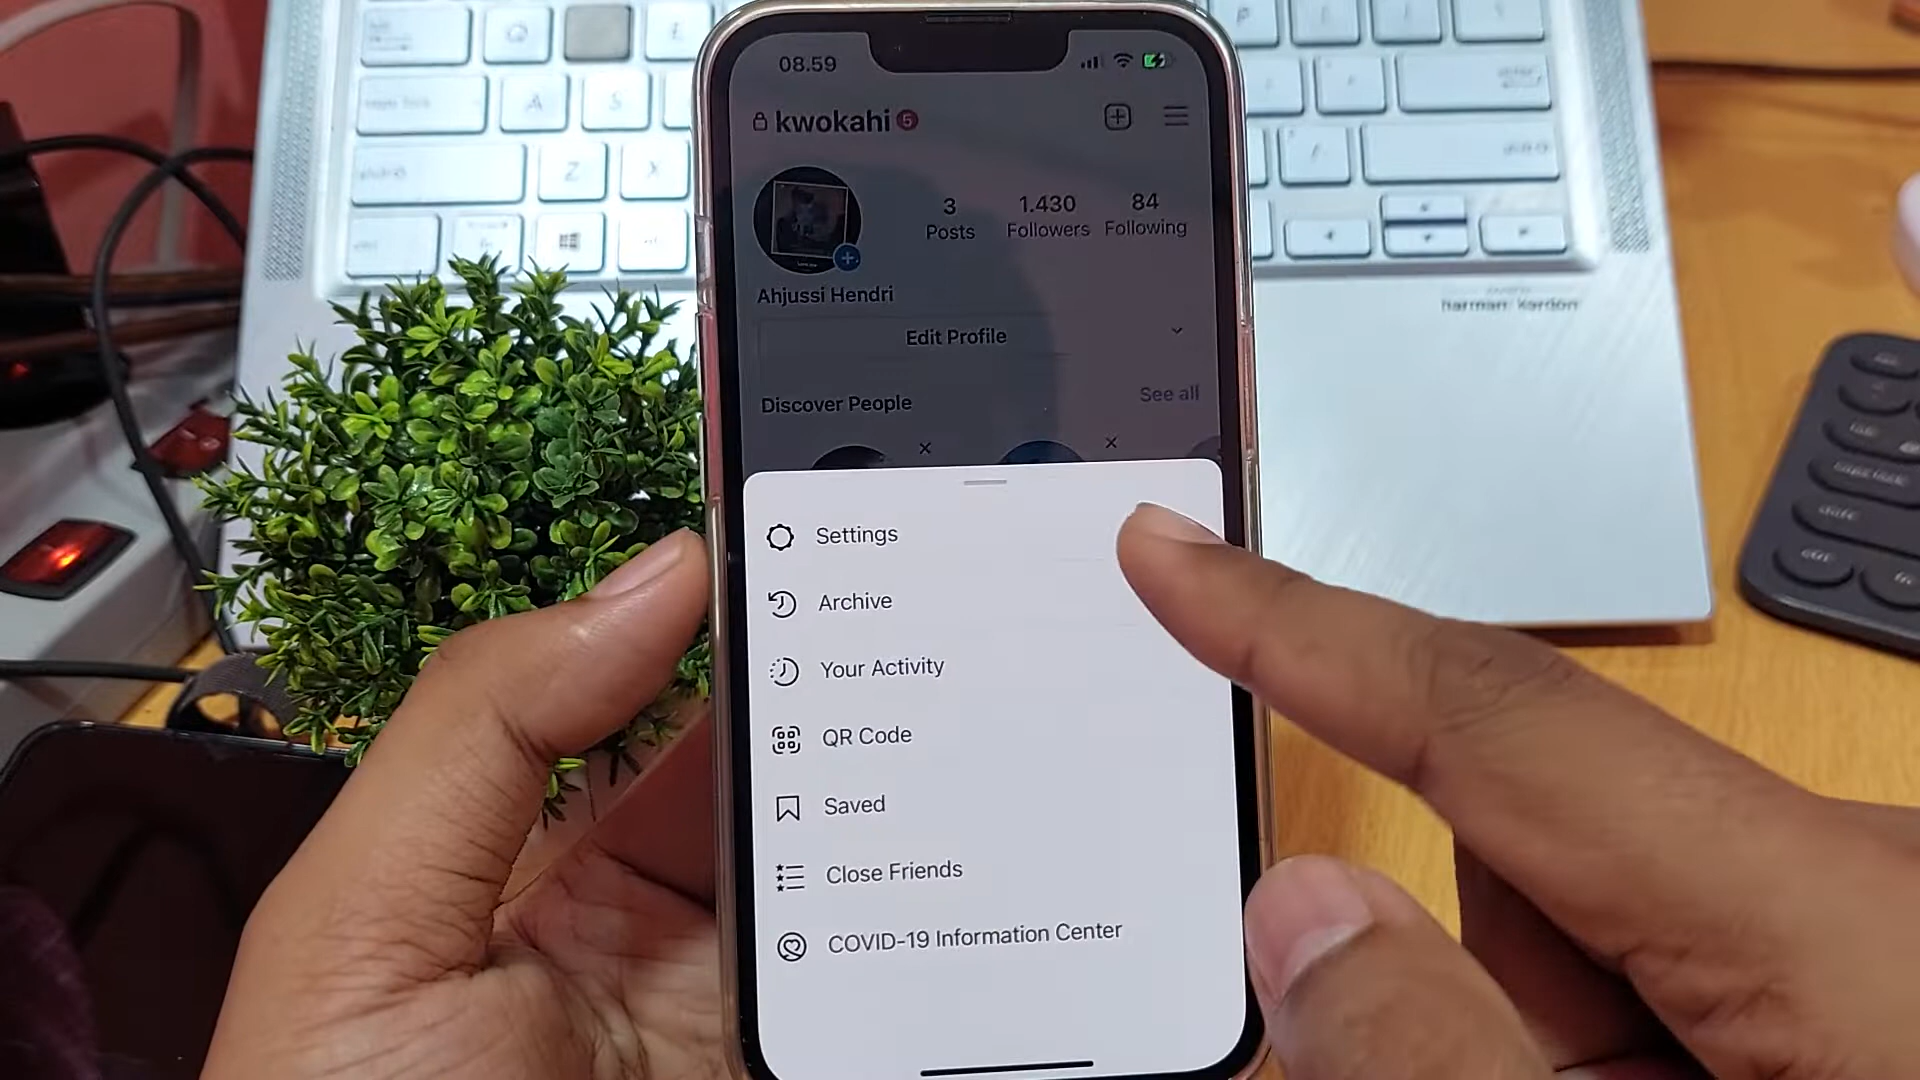 08.59
kwokahi 5
3 1.430 84
Posts Followers Following
Ahjussi Hendri
Edit Profile
Discover People See all
Settings
Archive
Your Activity
QR Code
Saved
Close Friends
COVID-19 Information Center
A S
Z X
harman/kardon